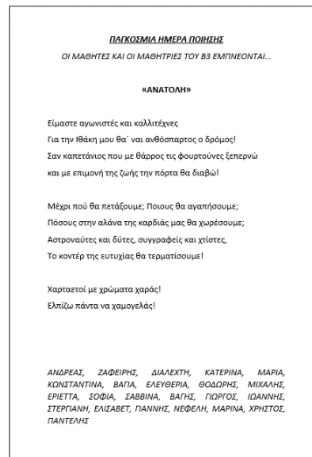 ΠΑΓΚΟΣΜΙΑ ΗΜΕΡΑ ΠΟΙΗΣΗΣ
ΟΙ ΜΑΘΗΤΕΣ ΚΑΙ ΟΙ ΜΑΘΗΤΡΙΕΣ ΤΟΥ Β3 ΕΜΠΝΕΟΝΤΑΙ...
«ΑΝΑΤΟΛΗ»
Είμαστε αγωνιστές και καλλιτέχνες
Για την Ιθάκη μου θα΄ ναι ανθόσπαρτος ο δρόμος!
Σαν καπετάνιος που με θάρρος τις φουρτούνες ξεπερνώ
και με επιμονή της ζωής την πόρτα θα διαβώ!
Μέχρι πού θα πετάξουμε; Ποιους θα αγαπήσουμε;
Πόσους στην αλάνα της καρδιάς μας θα χωρέσουμε;
Αστροναύτες και δύτες, συγγραφείς και χτίστες,
Το κοντέρ της ευτυχίας θα τερματίσουμε!
Χαρταετοί με χρώματα χαράς!
Ελπίζω πάντα να χαμογελάς!
ΑΝΔΡΕΑΣ, ΖΑΦΕΙΡΗΣ, ΔΙΑΛΕΧΤΗ, ΚΑΤΕΡΙΝΑ, ΜΑΡΙΑ,
ΚΩΝΣΤΑΝΤΙΝΑ, ΒΑΓΙΑ, ΕΛΕΥΘΕΡΙΑ, ΘΟΔΩΡΗΣ, ΜΙΧΑΛΗΣ,
ΕΡΙΕΤΤΑ, ΣΟΦΙΑ, ΣΑΒΒΙΝΑ, ΒΑΓΗΣ, ΓΙΩΡΓΟΣ, ΙΩΑΝΝΗΣ,
ΣΤΕΡΓΙΑΝΗ, ΕΛΙΣΑΒΕΤ, ΓΙΑΝΝΗΣ, ΝΕΦΕΛΗ, ΜΑΡΙΝΑ, ΧΡΗΣΤΟΣ,
ΠΑΝΤΕΛΗΣ